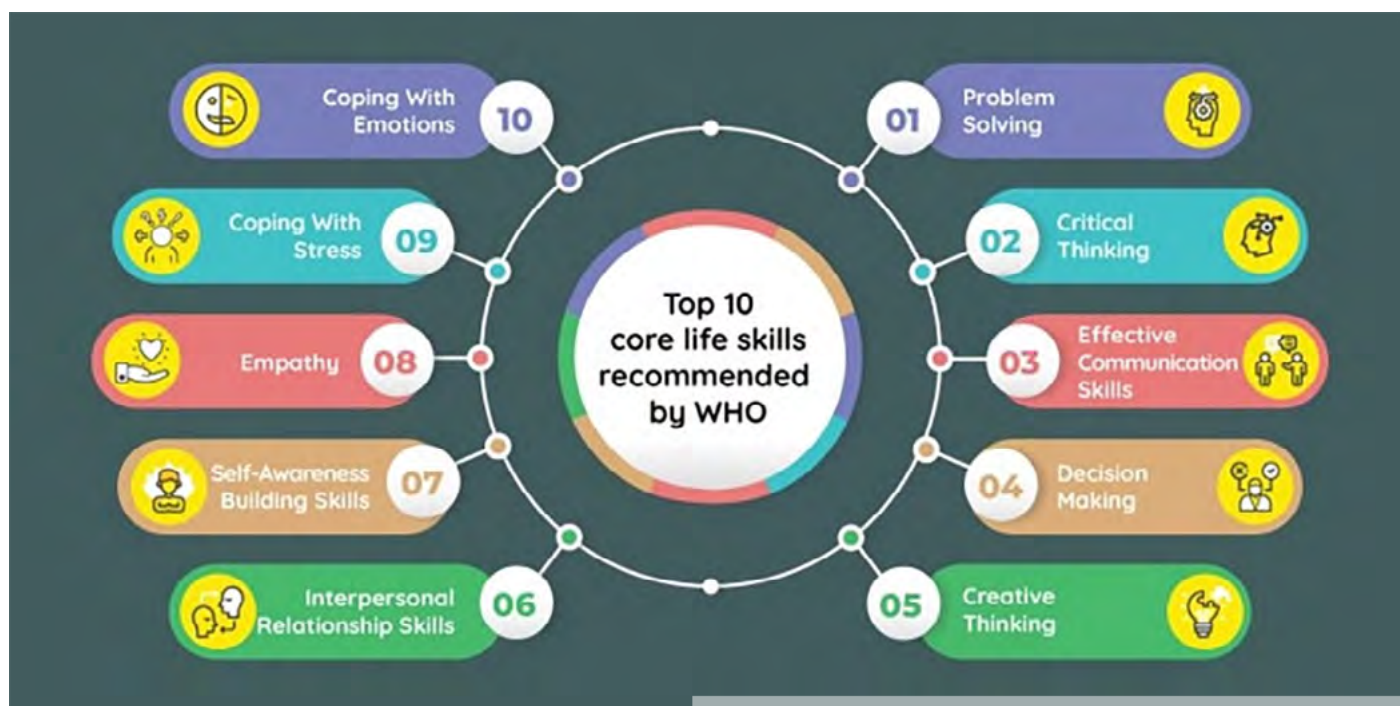 Top 10
core life skills
recommended
by WHO
01
Problem
Solving
02
Critical
Thinking
03
Effective
Communication
Skills
04
Decision
Making
05
Creative
Thinking
06
Interpersonal
Relationship Skills
07
Self-Awareness
Building Skills
08
Empathy
09
Coping With
Stress
10
Coping With
Emotions